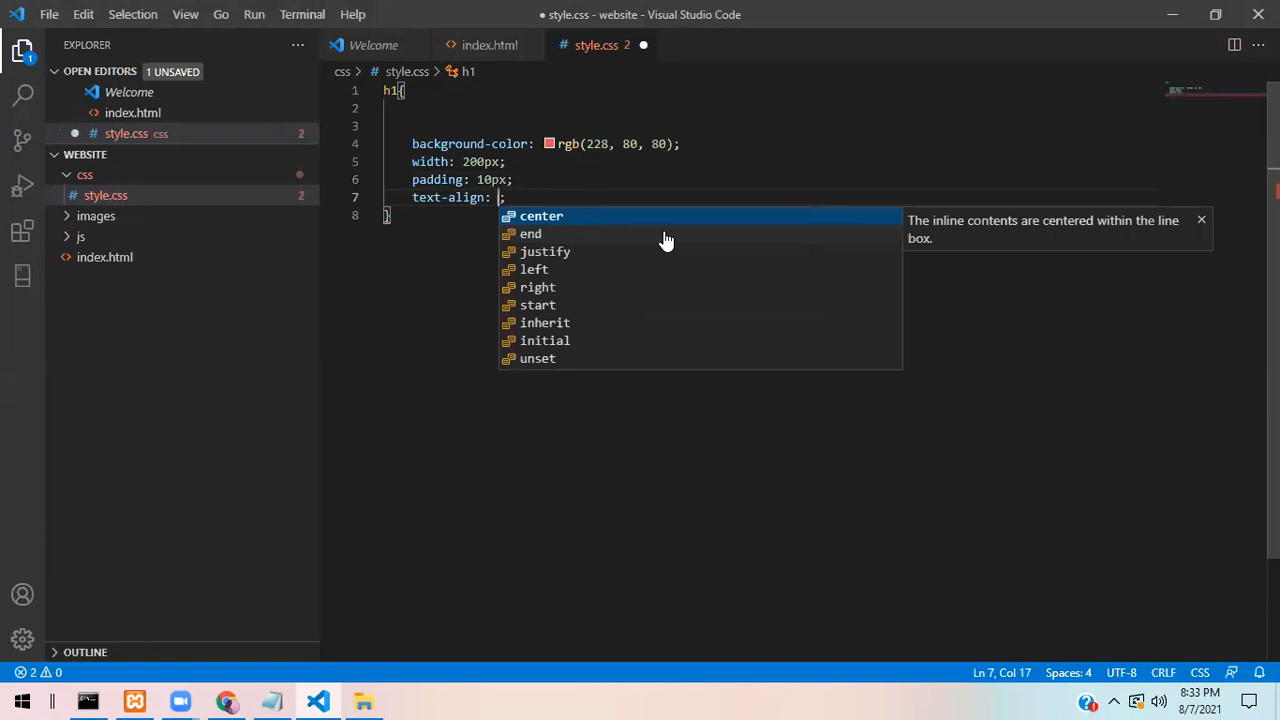 File Edit Selection View Go Run Terminal Help
● style.css - website - Visual Studio Code
EXPLORER
Welcome
index.html
style.css 2
OPEN EDITORS 1 UNSAVED
css > style.css > h1
Welcome
index.html
style.css css 2
WEBSITE
css
style.css 2
images
js
index.html
1 h1{
2
3
4 background-color: rgb(228, 80, 80);
5 width: 200px;
6 padding: 10px;
7 text-align: ;
8 }
center
end
justify
left
right
start
inherit
initial
unset
The inline contents are centered within the line
box.
1
OUTLINE
2 0
Ln 7, Col 17 Spaces: 4 UTF-8 CRLF CSS
8:33 PM
8/7/2021